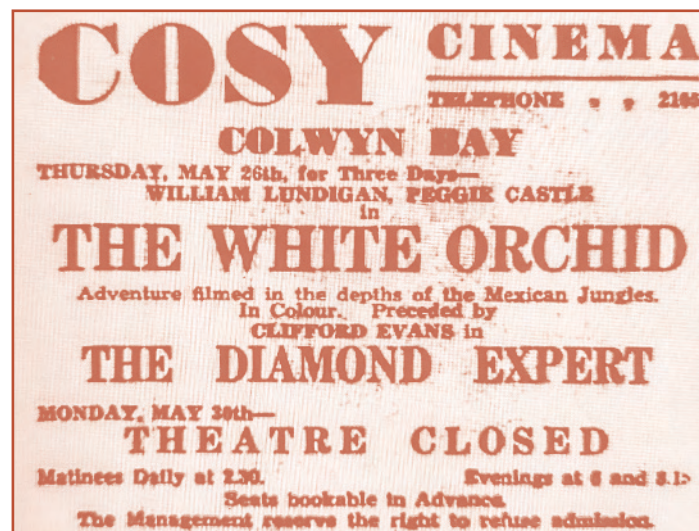 COSY CINEMA
TELEPHONE
COLWYN BAY
THURSDAY, MAY 26th, for Three Days—
WILLIAM LUNDIGAN, PEGGIE CASTLE
in
THE WHITE ORCHID
Adventure filmed in the depths of the Mexican Jungles.
In Colour. Preceded by
CLIFFORD EVANS in
THE DIAMOND EXPERT
MONDAY, MAY 30th—
THEATRE CLOSED
Matinees Daily at 2.30. Evenings at 6 and
Seats bookable in Advance
The Management reserve the right to refuse admission.